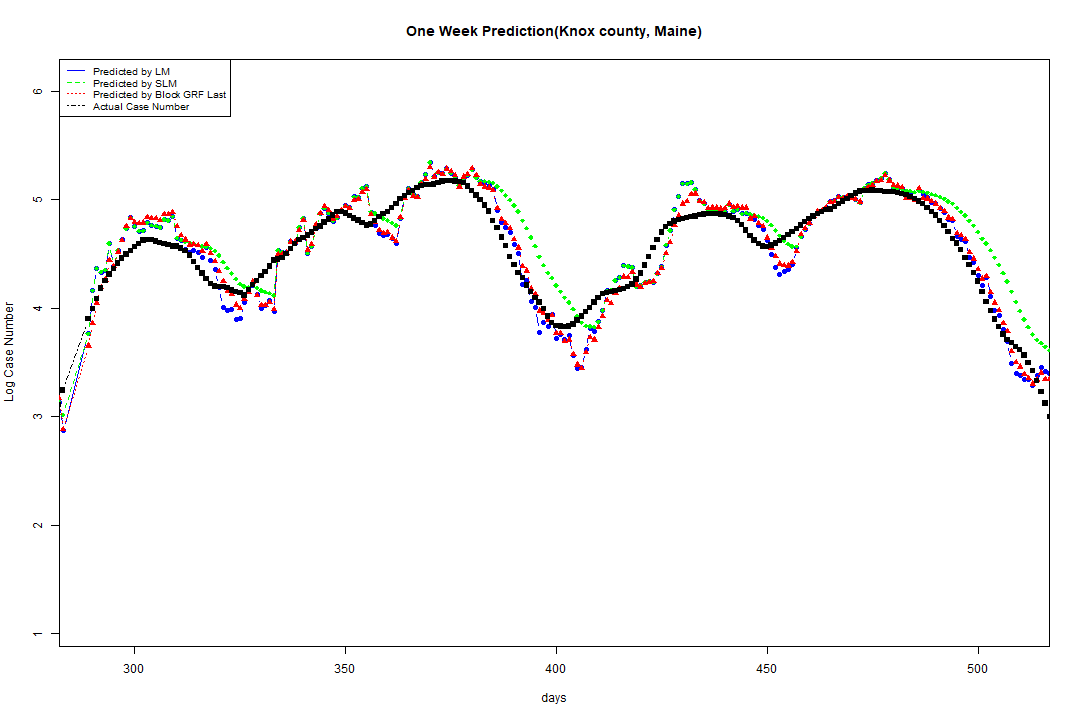 One Week Prediction(Knox county, Maine)
Predicted by LM
Predicted by SLM
Predicted by Block GRF Last
Actual Case Number
Log Case Number
6
5
4
3
2
1
300 350 400 450 500
days